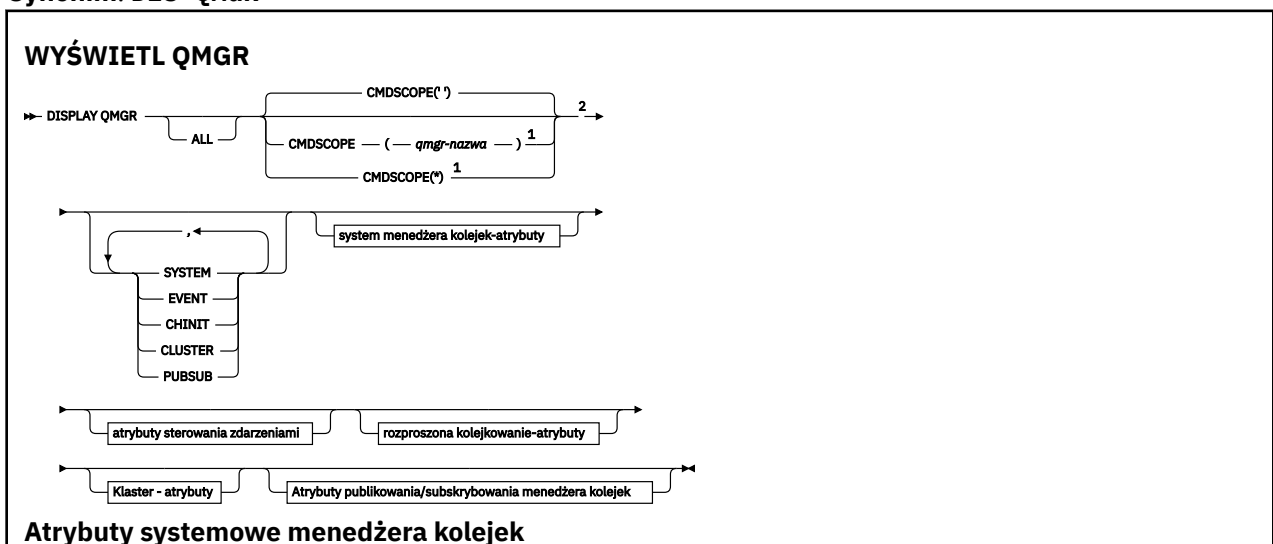 WYŚWIETL QMGR
CMDSCOPE(' ')
DISPLAY QMGR
2
ALL
CMDSCOPE ( qmgr-nazwa ) 1
CMDSCOPE(*) 1
,
system menedżera kolejek-atrybuty
SYSTEM
EVENT
CHINIT
CLUSTER
PUBSUB
atrybuty sterowania zdarzeniami
rozproszona kolejkowanie-atrybuty
Klaster - atrybuty
Atrybuty publikowania/subskrybowania menedżera kolejek
Atrybuty systemowe menedżera kolejek